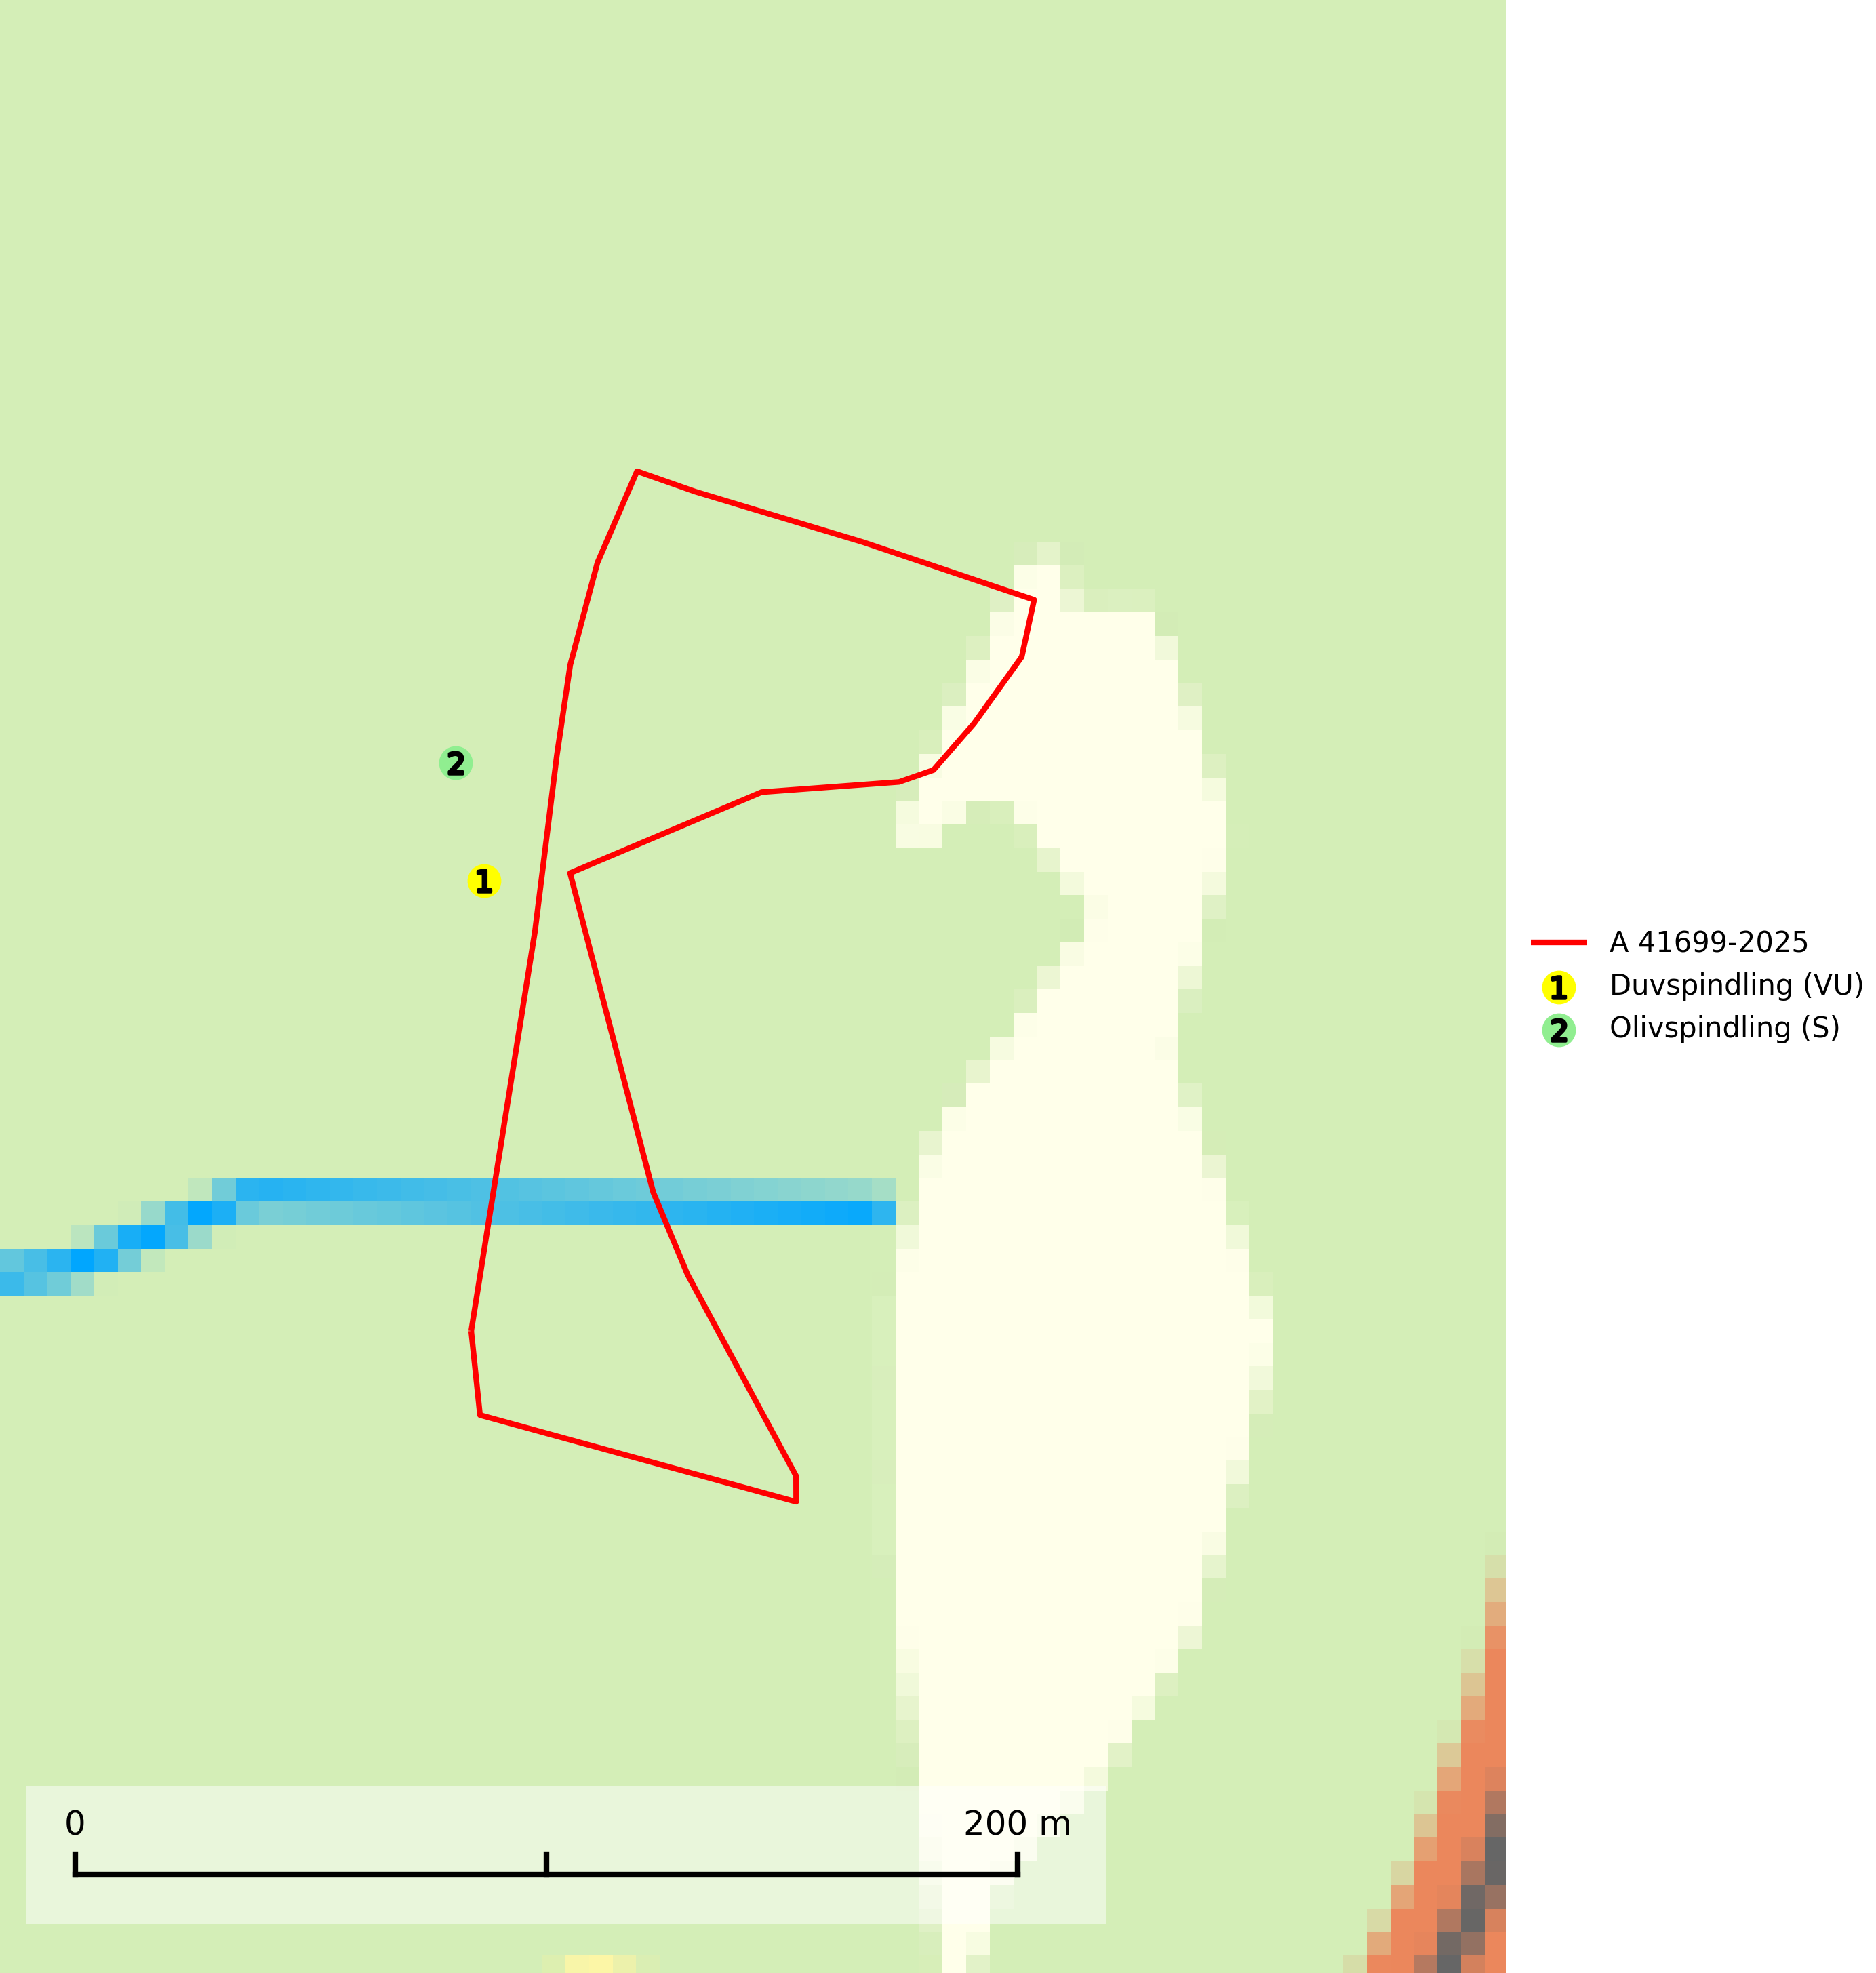 2
1
A 41699-2025
1 Duvspindling (VU)
2 Olivspindling (S)
0 200 m